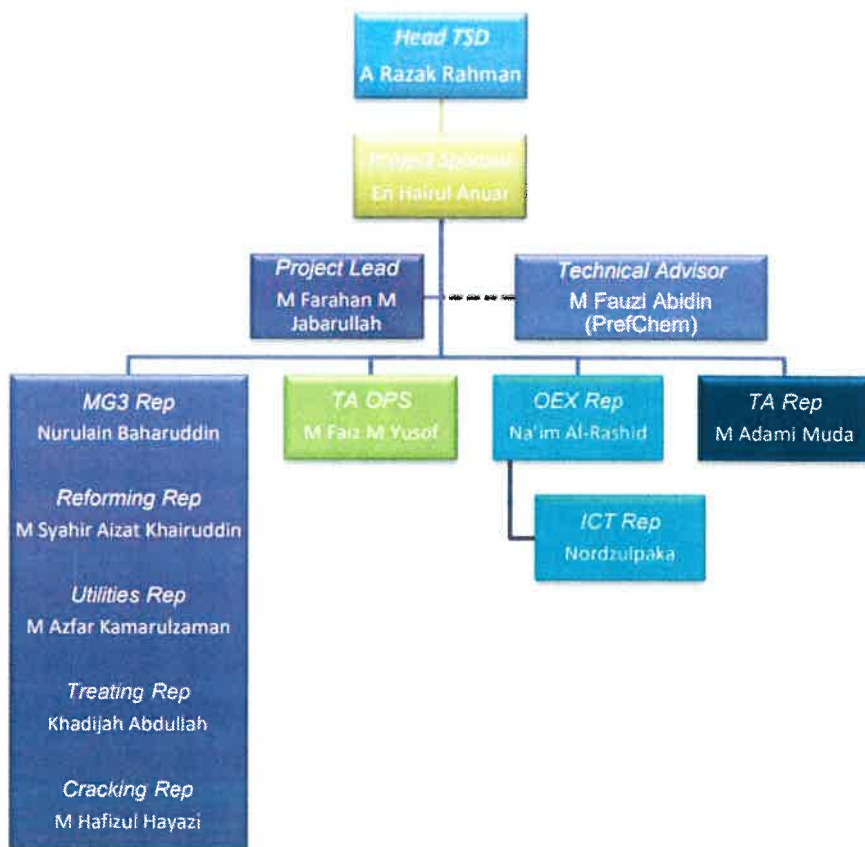 Head TSD
A Razak Rahman
Project Sponsor
En Hairul Anuar
Project Lead
M Farahan M
Jabarullah
Technical Advisor
M Fauzi Abidin
(PrefChem)
MG3 Rep
Nurulain Baharuddin
Reforming Rep
M Syahir Aizat Khairuddin
Utilities Rep
M Azfar Kamarulzaman
Treating Rep
Khadijah Abdullah
Cracking Rep
M Hafizul Hayazi
TA OPS
M Faiz M Yusof
OEX Rep
Na'im Al-Rashid
ICT Rep
Nordzulpaka
TA Rep
M Adami Muda